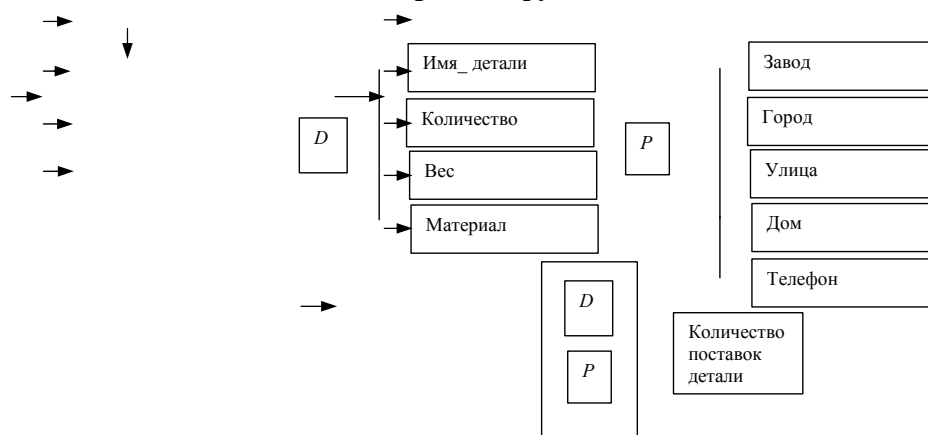 Имя_ детали
Завод
Количество
Город
D
P
Вес
Улица
Материал
Дом
Телефон
D
Количество
поставок
детали
P